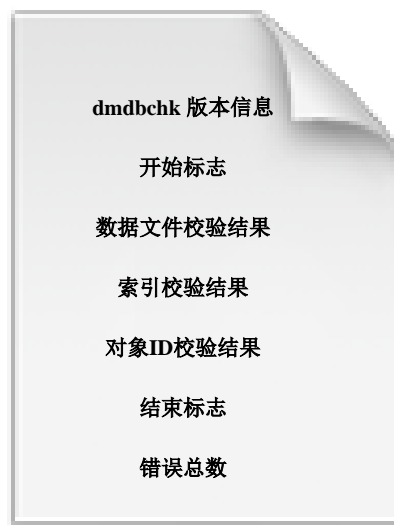 dmdbchk 版本信息
开始标志
数据文件校验结果
索引校验结果
对象ID校验结果
结束标志
错误总数